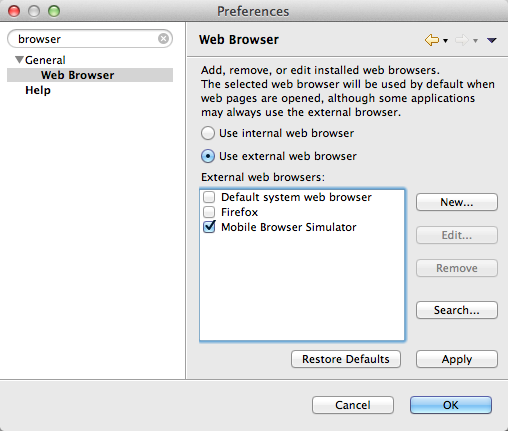 Preferences
browser
General
Web Browser
Help
Web Browser
Add, remove, or edit installed web browsers.
The selected web browser will be used by default when
web pages are opened, although some applications
may always use the external browser.
Use internal web browser
Use external web browser
External web browsers:
Default system web browser
Firefox
Mobile Browser Simulator
New...
Edit...
Remove
Search...
Restore Defaults
Apply
Cancel
OK